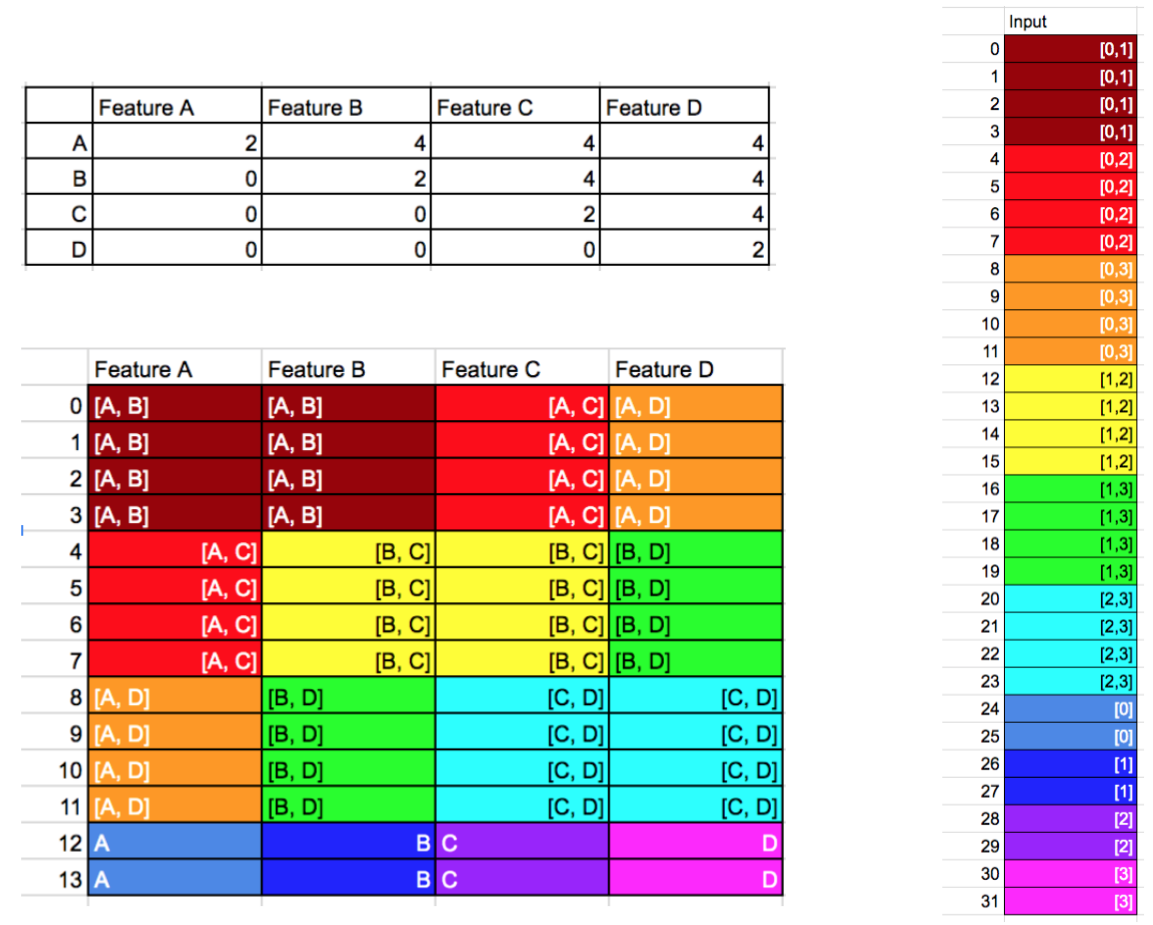 Feature A Feature B Feature C Feature D
A 2 4 4 4
B 0 2 4 4
C 0 0 2 4
D 0 0 0 2
Feature A Feature B Feature C Feature D
0 [A, B] [A, B] [A, C] [A, D]
1 [A, B] [A, B] [A, C] [A, D]
2 [A, B] [A, B] [A, C] [A, D]
3 [A, B] [A, B] [A, C] [A, D]
4 [A, C] [B, C] [B, C] [B, D]
5 [A, C] [B, C] [B, C] [B, D]
6 [A, C] [B, C] [B, C] [B, D]
7 [A, C] [B, C] [B, C] [B, D]
8 [A, D] [B, D] [C, D] [C, D]
9 [A, D] [B, D] [C, D] [C, D]
10 [A, D] [B, D] [C, D] [C, D]
11 [A, D] [B, D] [C, D] [C, D]
12 A B C D
13 A B C D
Input
0 [0,1]
1 [0,1]
2 [0,1]
3 [0,1]
4 [0,2]
5 [0,2]
6 [0,2]
7 [0,2]
8 [0,3]
9 [0,3]
10 [0,3]
11 [0,3]
12 [1,2]
13 [1,2]
14 [1,2]
15 [1,2]
16 [1,3]
17 [1,3]
18 [1,3]
19 [1,3]
20 [2,3]
21 [2,3]
22 [2,3]
23 [2,3]
24 [0]
25 [0]
26 [1]
27 [1]
28 [2]
29 [2]
30 [3]
31 [3]